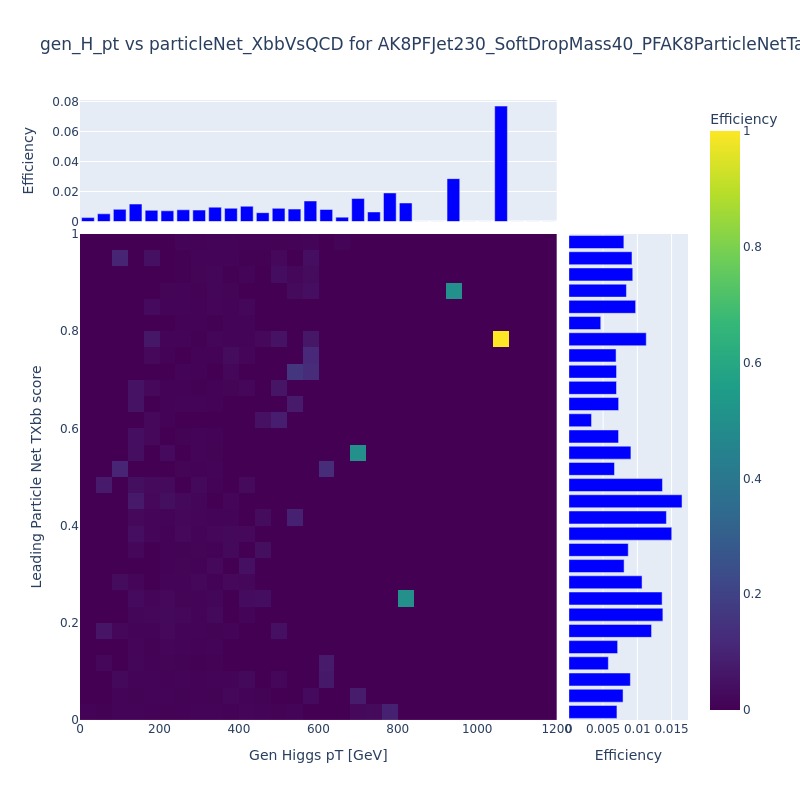 gen_H_pt vs particleNet_XbbVsQCD for AK8PFJet230_SoftDropMass40_PFAK8ParticleNetTa
Efficiency
0.08
0.06
0.04
0.02
0
Efficiency
1
0.8
0.6
0.4
0.2
0
Leading Particle Net TXbb score
1
0.8
0.6
0.4
0.2
0
0 200 400 600 800 1000 1200
Gen Higgs pT [GeV]
0 0.005 0.01 0.015
Efficiency